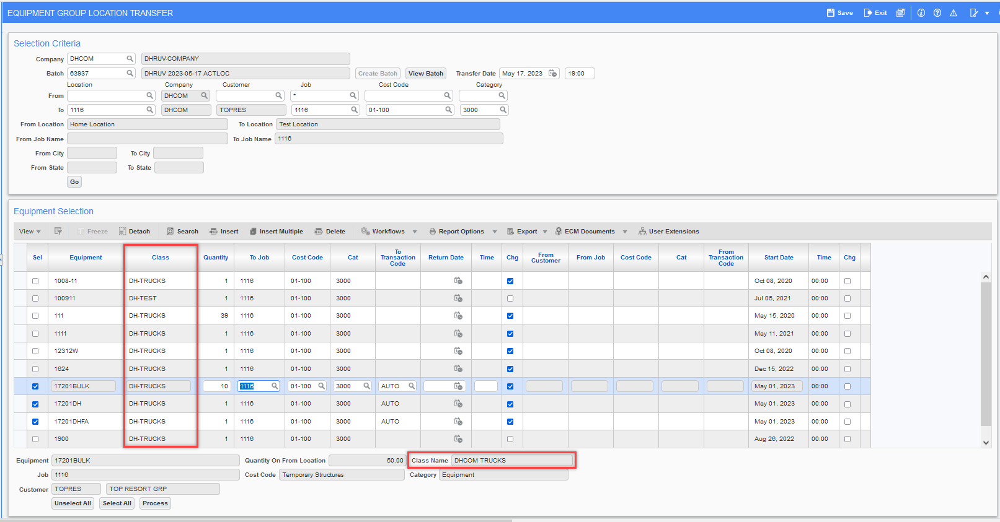 EQUIPMENT GROUP LOCATION TRANSFER Save Exit
Selection Criteria
Company DHCOM DHRUV-COMPANY
Batch 63937 DHRUV 2023-05-17 ACTLOC Create Batch View Batch Transfer Date May 17, 2023 19:00
Location Company Customer Job Cost Code Category
From DHCOM *
To 1116 DHCOM TOPRES 1116 01-100 3000
From Location Home Location To Location Test Location
From Job Name To Job Name 1116
From City To City
From State To State
Go
Equipment Selection
View Freeze Detach Search Insert Insert Multiple Delete Workflows Report Options Export ECM Documents User Extensions
Sel Equipment Class Quantity To Job Cost Code Cat To Transaction Code Return Date Time Chg From Customer From Job Cost Code Cat From Transaction Code Start Date Time Chg
1008-11 DH-TRUCKS 1 1116 01-100 3000 Oct 08, 2020 00:00
100911 DH-TEST 1 1116 01-100 3000 Jul 05, 2021 00:00
111 DH-TRUCKS 39 1116 01-100 3000 May 15, 2020 00:00
1111 DH-TRUCKS 1 1116 01-100 3000 May 11, 2021 00:00
12312W DH-TRUCKS 1 1116 01-100 3000 Oct 08, 2020 00:00
1624 DH-TRUCKS 1 1116 01-100 3000 Dec 15, 2022 00:00
17201BULK DH-TRUCKS 10 1116 01-100 3000 AUTO May 01, 2023 00:00
17201DH DH-TRUCKS 1 1116 01-100 3000 AUTO May 01, 2023 00:00
17201DHFA DH-TRUCKS 1 1116 01-100 3000 AUTO May 01, 2023 00:00
1900 DH-TRUCKS 1 1116 01-100 3000 Aug 26, 2022 00:00
Equipment 17201BULK Quantity On From Location 50.00 Class Name DHCOM TRUCKS
Job 1116 Cost Code Temporary Structures Category Equipment
Customer TOPRES TOP RESORT GRP
Unselect All Select All Process